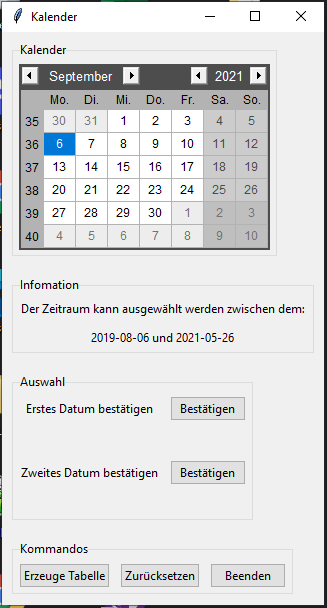 Kalender
Kalender
September 2021
Mo. Di. Mi. Do. Fr. Sa. So.
35 30 31 1 2 3 4 5
36 6 7 8 9 10 11 12
37 13 14 15 16 17 18 19
38 20 21 22 23 24 25 26
39 27 28 29 30 1 2 3
40 4 5 6 7 8 9 10
Infomation
Der Zeitraum kann ausgewählt werden zwischen dem:
2019-08-06 und 2021-05-26
Auswahl
Erstes Datum bestätigen Bestätigen
Zweites Datum bestätigen Bestätigen
Kommandos
Erzeuge Tabelle Zurücksetzen Beenden